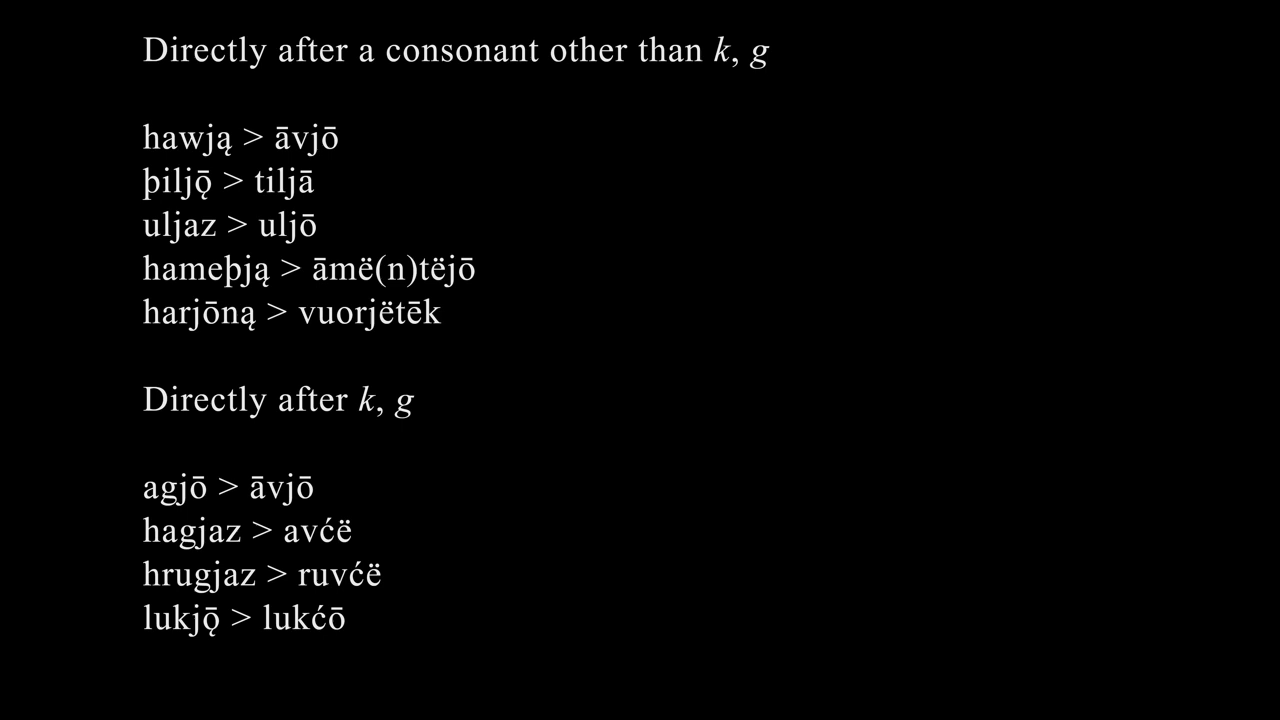 Directly after a consonant other than k, g
hawją > āvjō
þiljǭ > tiljā
uljaz > uljō
hameþją > āmë(n)tëjō
harjōną > vuorjëtēk
Directly after k, g
agjō > āvjō
hagjaz > avćë
hrugjaz > ruvćë
lukjǭ > lukćō